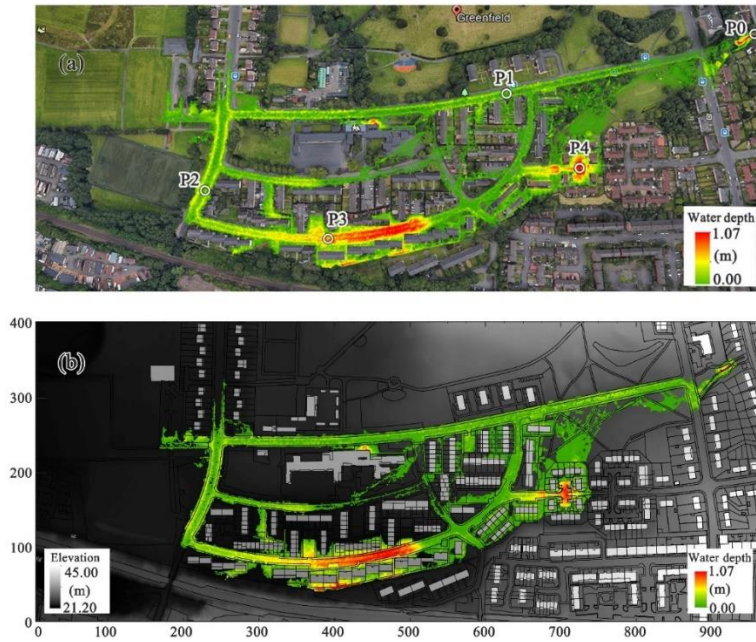 Greenfield
P0
(a)
P1
P4
P2
P3
Water depth
1.07
(m)
0.00
400
(b)
300
200
100
Elevation
45.00
(m)
21.20
Water depth
1.07
(m)
0.00
0
0 100 200 300 400 500 600 700 800 900